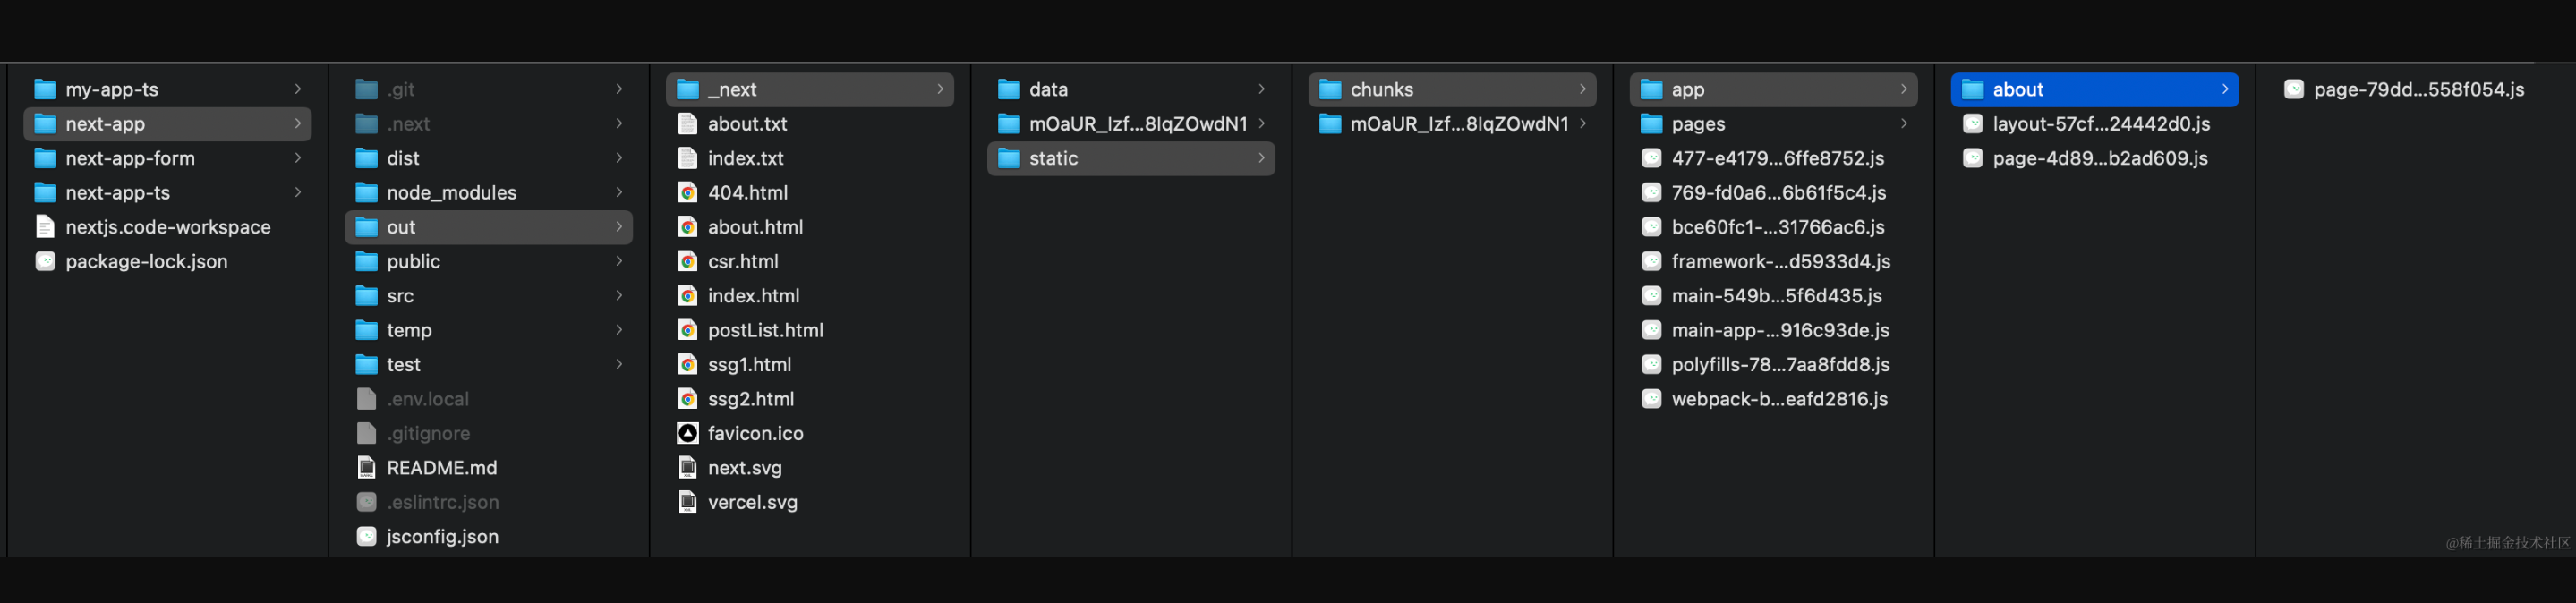 my-app-ts
next-app
next-app-form
next-app-ts
nextjs.code-workspace
package-lock.json
.git
.next
dist
node_modules
out
public
src
temp
test
.env.local
.gitignore
README.md
.eslintrc.json
jsconfig.json
_next
about.txt
index.txt
404.html
about.html
csr.html
index.html
postList.html
ssg1.html
ssg2.html
favicon.ico
next.svg
vercel.svg
data
mOaUR_Izf...8IqZOwdN1
static
chunks
mOaUR_Izf...8IqZOwdN1
app
pages
477-e4179...6ffe8752.js
769-fd0a6...6b61f5c4.js
bce60fc1-...31766ac6.js
framework-...d5933d4.js
main-549b...5f6d435.js
main-app-...916c93de.js
polyfills-78...7aa8fdd8.js
webpack-b...eafd2816.js
about
layout-57cf...24442d0.js
page-4d89...b2ad609.js
page-79dd...558f054.js
@稀土掘金技术社区